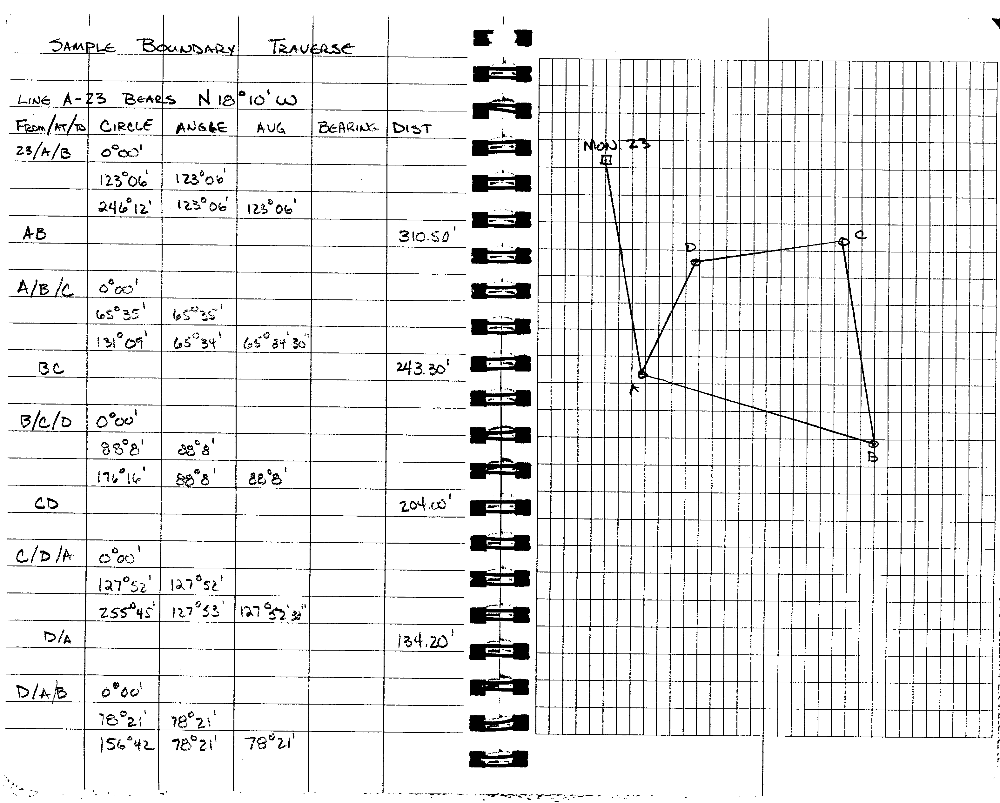 SAMPLE BOUNDARY TRAVERSE
LINE A-23 BEARS N 18°10' W
FROM/AT/TO CIRCLE ANGLE AVG BEARING DIST
23/A/B 0°00'
123°06' 123°06'
246°12' 123°06' 123°06'
AB 310.50'
A/B/C 0°00'
65°35' 65°35'
131°09' 65°34' 65°34'30"
BC 243.30'
B/C/D 0°00'
88°8' 88°8'
176°16' 88°8' 88°8'
CD 204.00'
C/D/A 0°00'
127°52' 127°52'
255°45' 127°53' 127°52'30"
D/A 134.20'
D/A/B 0°00'
78°21' 78°21'
156°42 78°21' 78°21'
MON. 23
C
D
A
B